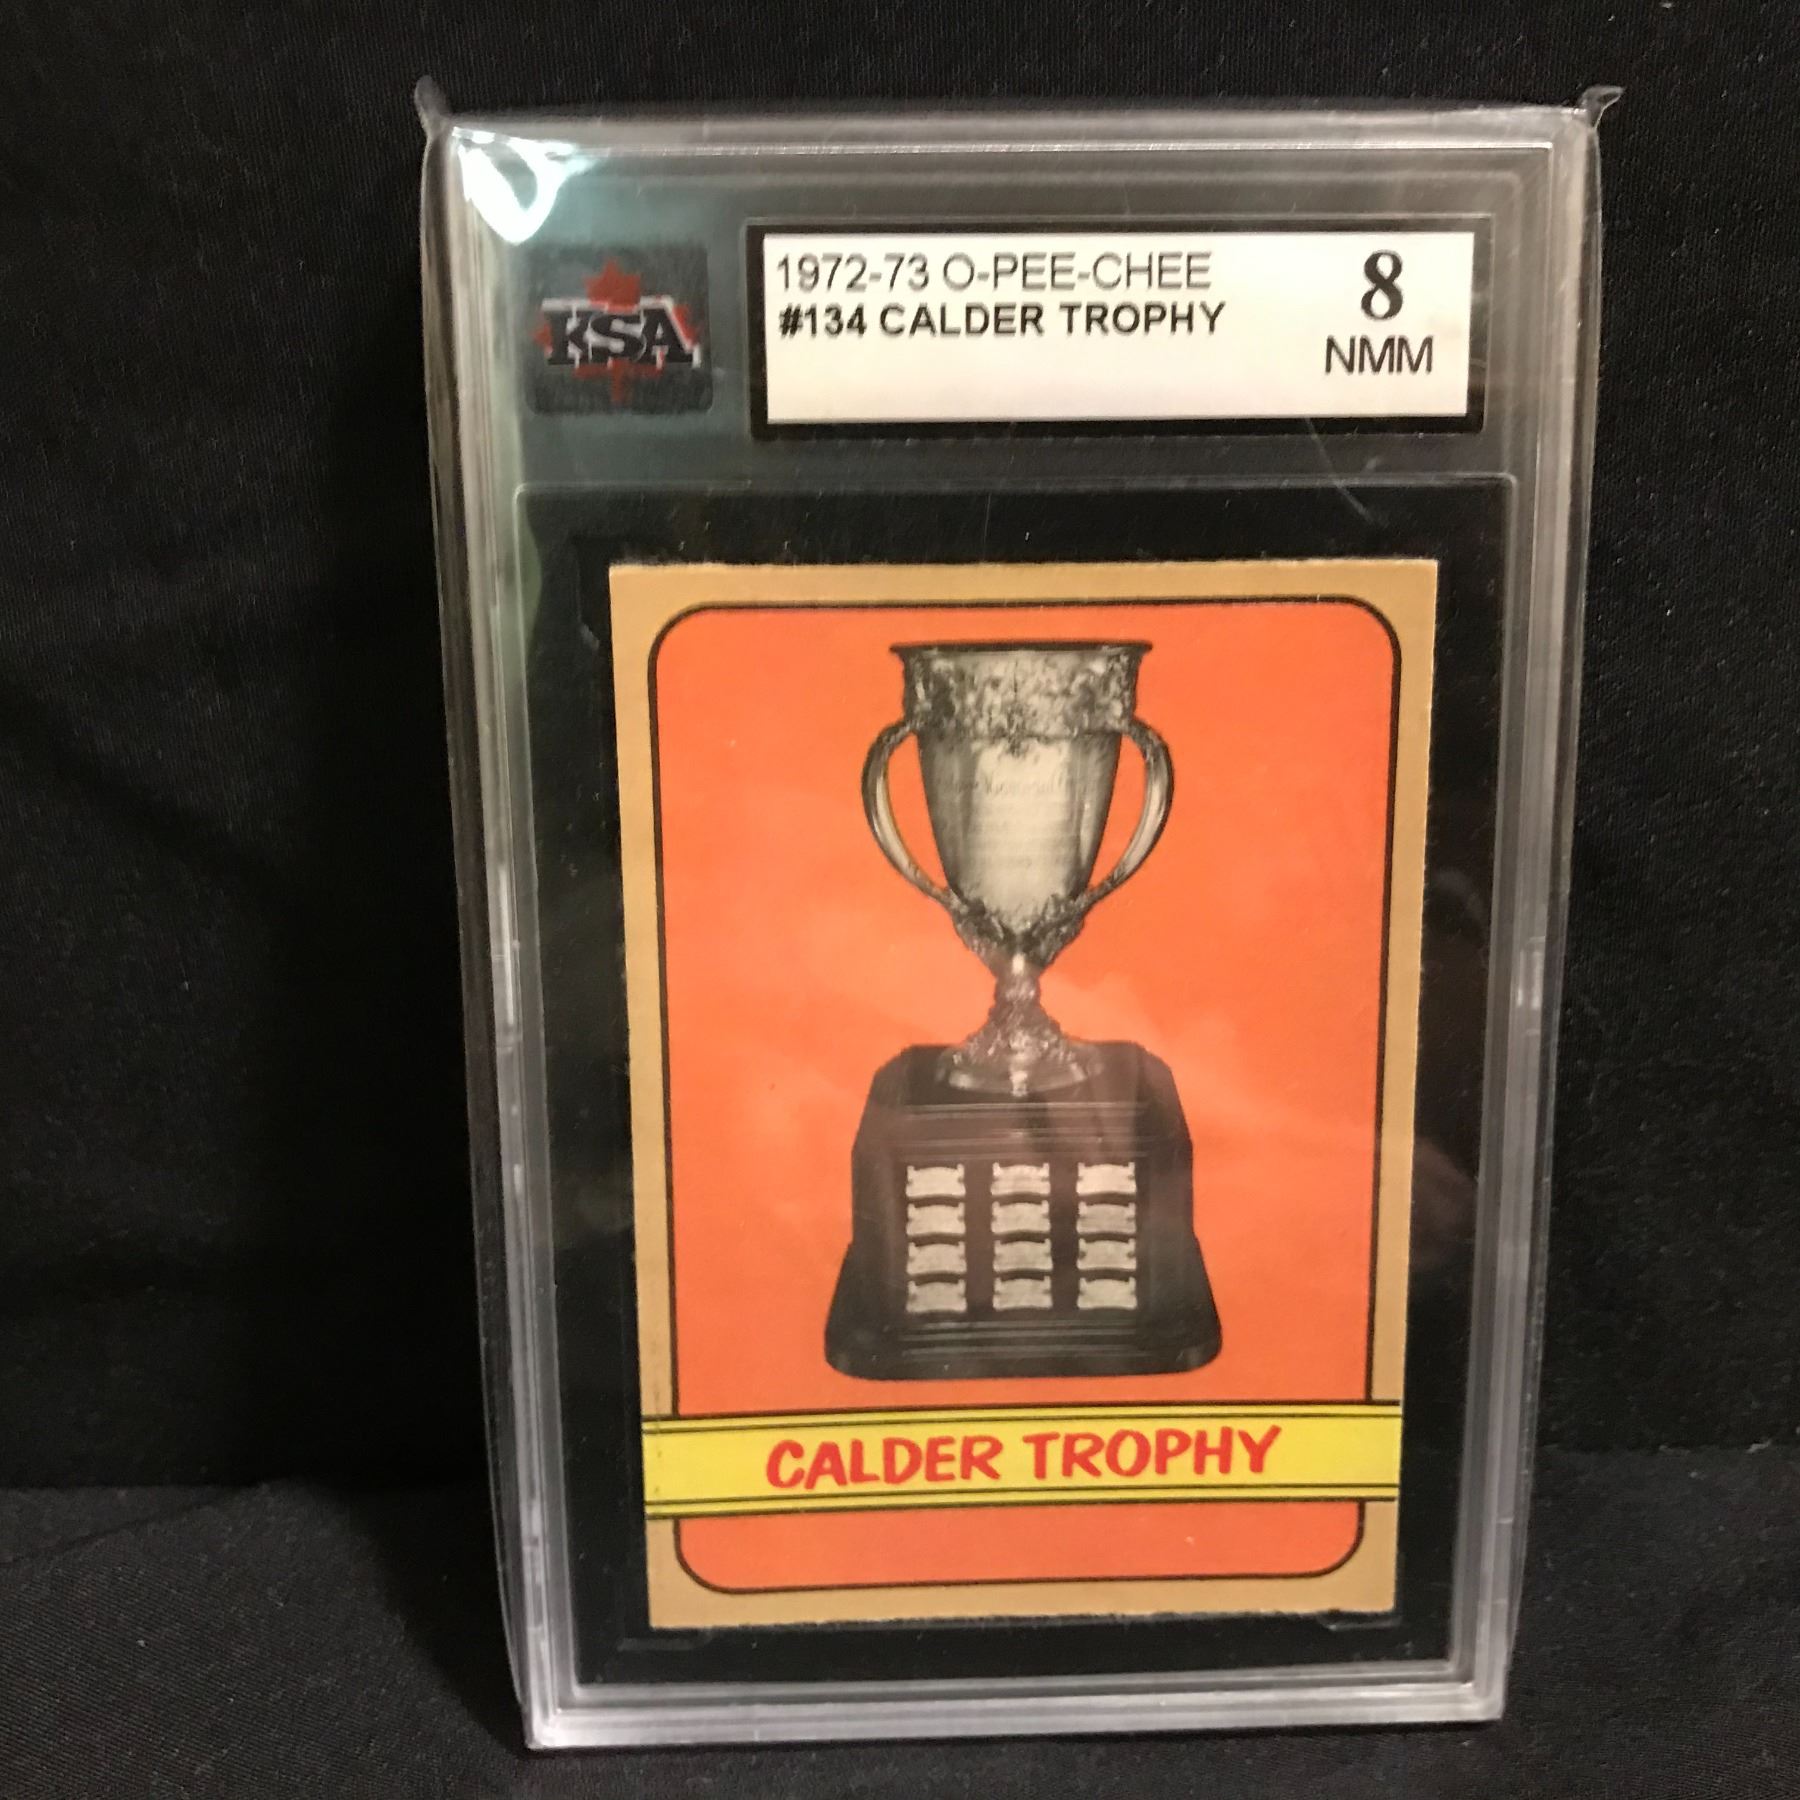 KSA
1972-73 O-PEE-CHEE
#134 CALDER TROPHY
8
NMM
CALDER TROPHY